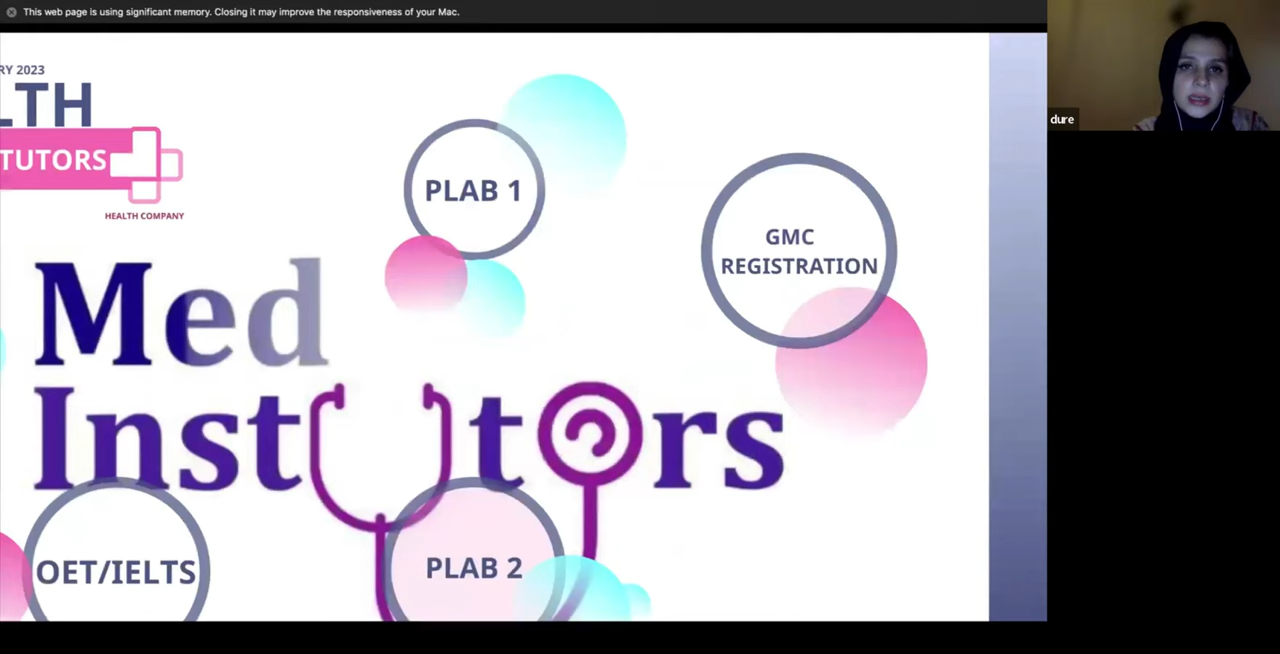 This web page is using significant memory. Closing it may improve the responsiveness of your Mac.
RY 2023
LTH
TUTORS
HEALTH COMPANY
PLAB 1
GMC
REGISTRATION
Med
Instutors
OET/IELTS
PLAB 2
dure